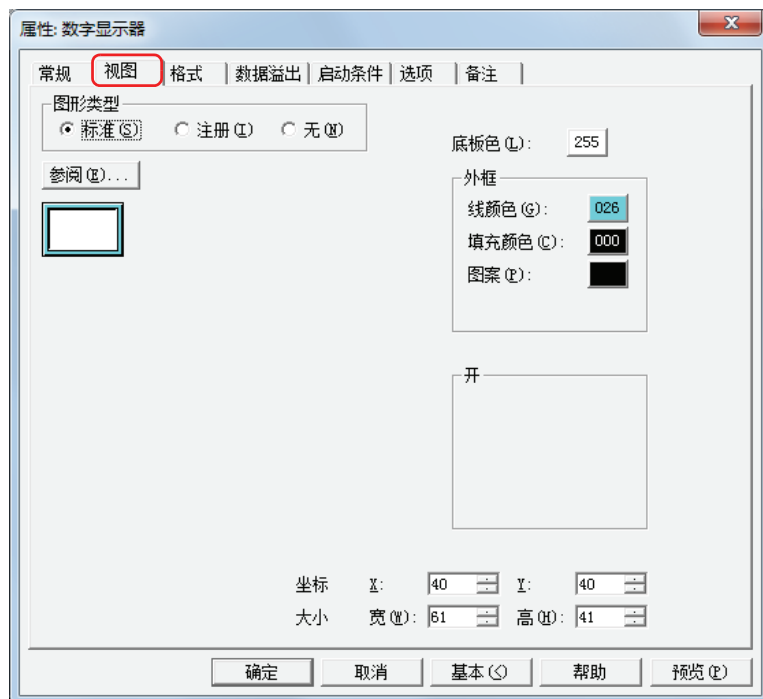 属性: 数字显示器
常规 视图 格式 数据溢出 启动条件 选项 备注
图形类型
标准(S) 注册(I) 无(N)
底板色(L): 255
参阅(E)...
外框
线颜色(G): 026
填充颜色(C): 000
图案(P):
开
坐标 X: 40 Y: 40
大小 宽(W): 61 高(H): 41
确定 取消 基本(<) 帮助 预览(P)